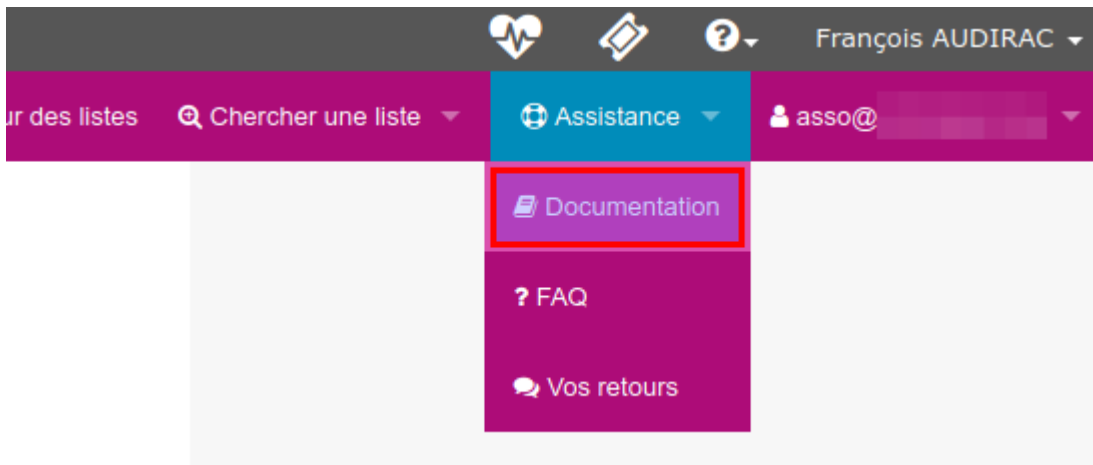 François AUDIRAC
ur des listes Chercher une liste Assistance asso@
Documentation
? FAQ
Vos retours